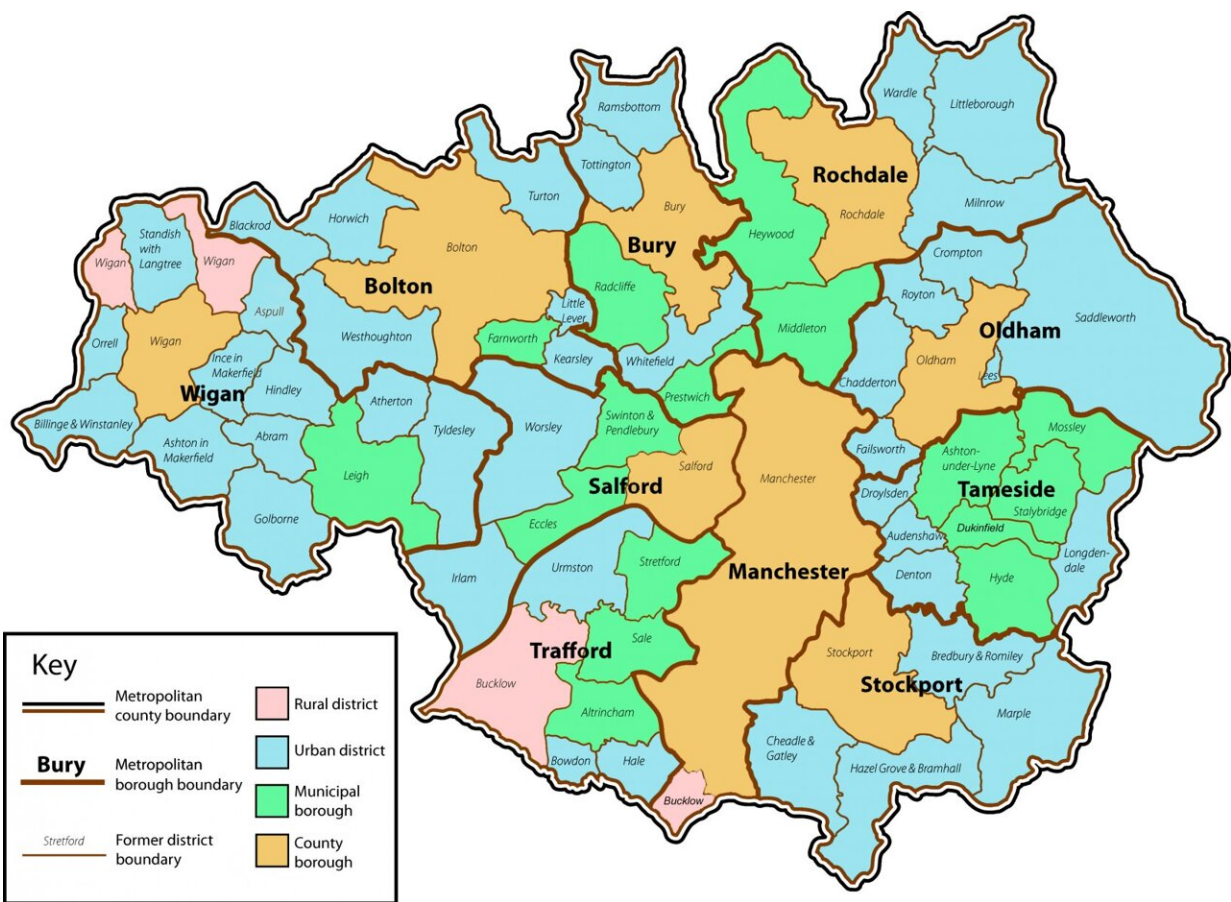 Ramsbottom
Wardle
Littleborough
Tottington
Turton
Rochdale
Bury
Rochdale
Milnrow
Blackrod
Horwich
Standish
with
Langtree
Heywood
Wigan
Wigan
Bolton
Bury
Crompton
Bolton
Radcliffe
Royton
Aspull
Little
Lever
Oldham
Saddleworth
Orrell
Wigan
Westhoughton
Farnworth
Middleton
Ince in
Makerfield
Kearsley
Whitefield
Oldham
Lees
Chadderton
Wigan
Hindley
Atherton
Prestwich
Billinge & Winstanley
Abram
Tyldesley
Worsley
Swinton &
Pendlebury
Mossley
Ashton in
Makerfield
Failsworth
Ashton-
under-Lyne
Leigh
Salford
Manchester
Salford
Droylsden
Tameside
Stalybridge
Golborne
Eccles
Audenshaw
Dukinfield
Longden-
dale
Irlam
Urmston
Stretford
Manchester
Denton
Hyde
Trafford
Sale
Stockport
Bredbury & Romiley
Bucklow
Stockport
Altrincham
Marple
Cheadle &
Gatley
Bowdon
Hale
Hazel Grove & Bramhall
Bucklow
Key
Metropolitan
county boundary
Rural district
Bury
Metropolitan
borough boundary
Urban district
Municipal
borough
Stretford
Former district
boundary
County
borough